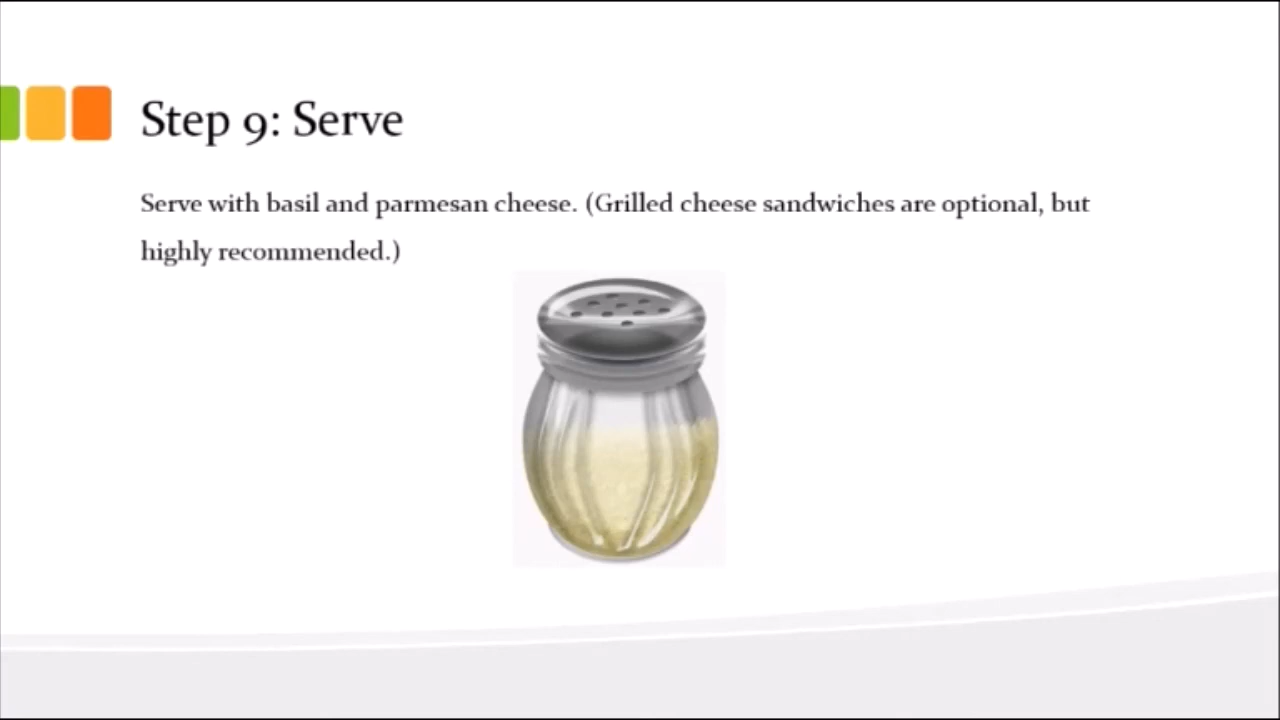 Step 9: Serve
Serve with basil and parmesan cheese. (Grilled cheese sandwiches are optional, but
highly recommended.)